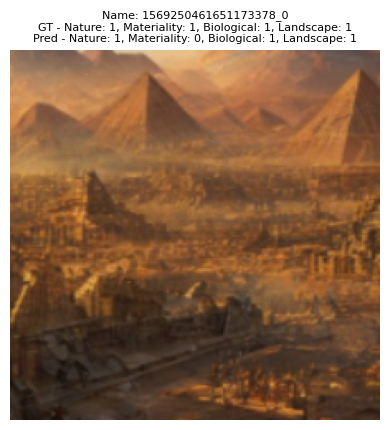 Name: 1569250461651173378_0
GT - Nature: 1, Materiality: 1, Biological: 1, Landscape: 1
Pred - Nature: 1, Materiality: 0, Biological: 1, Landscape: 1